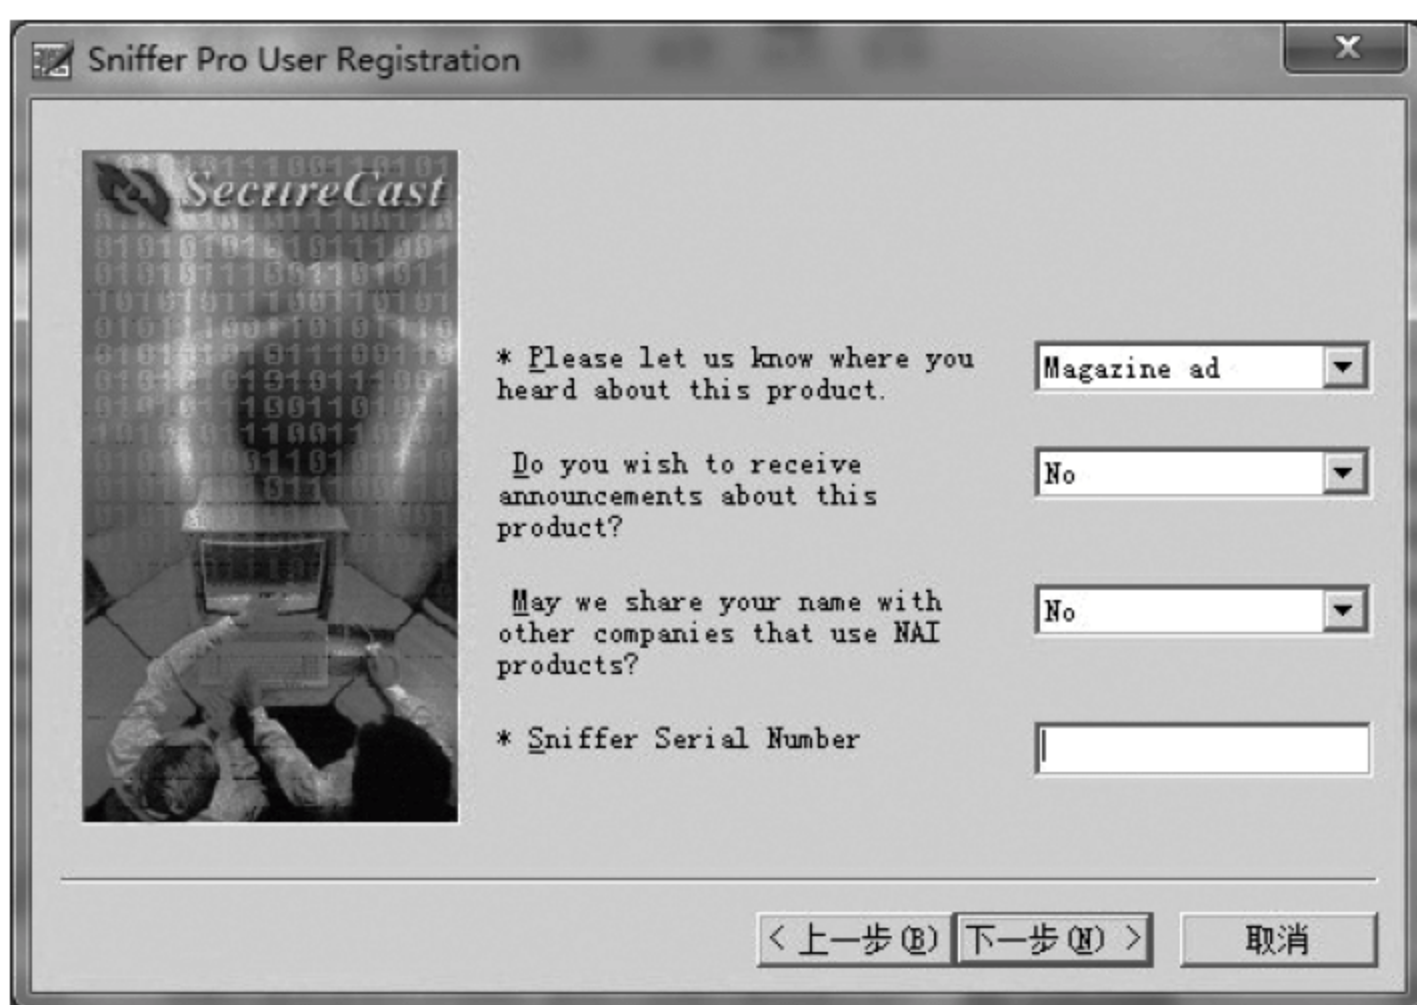 Sniffer Pro User Registration
SecureCast
* Please let us know where you
heard about this product.
Magazine ad
Do you wish to receive
announcements about this
product?
No
May we share your name with
other companies that use NAI
products?
No
* Sniffer Serial Number
< 上一步(B)
下一步(N) >
取消